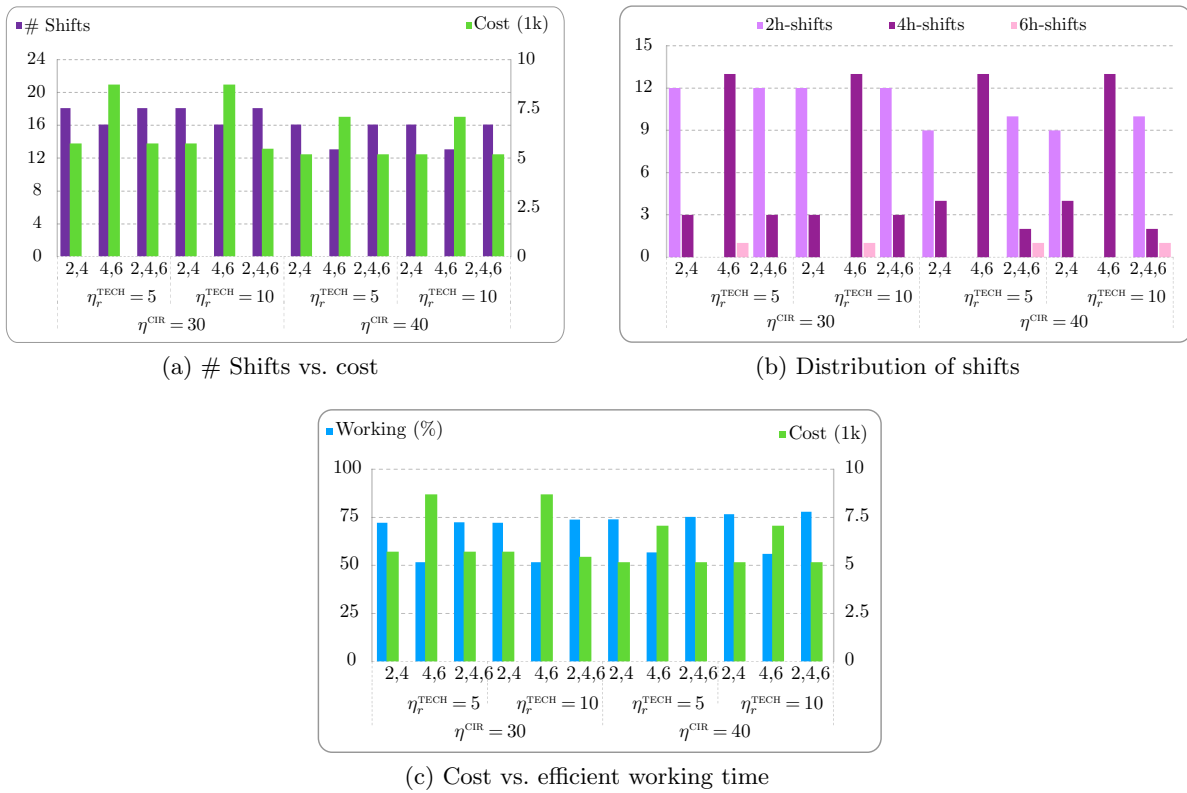 # Shifts Cost (1k)
24 10
20 7.5
16
12 5
8 2.5
4
0 0
2,4 4,6 2,4,6 2,4 4,6 2,4,6 2,4 4,6 2,4,6 2,4 4,6 2,4,6
η_r^TECH = 5 η_r^TECH = 10 η_r^TECH = 5 η_r^TECH = 10
η^CIR = 30 η^CIR = 40
(a) # Shifts vs. cost
2h-shifts 4h-shifts 6h-shifts
15
12
9
6
3
0
2,4 4,6 2,4,6 2,4 4,6 2,4,6 2,4 4,6 2,4,6 2,4 4,6 2,4,6
η_r^TECH = 5 η_r^TECH = 10 η_r^TECH = 5 η_r^TECH = 10
η^CIR = 30 η^CIR = 40
(b) Distribution of shifts
Working (%) Cost (1k)
100 10
75 7.5
50 5
25 2.5
0 0
2,4 4,6 2,4,6 2,4 4,6 2,4,6 2,4 4,6 2,4,6 2,4 4,6 2,4,6
η_r^TECH = 5 η_r^TECH = 10 η_r^TECH = 5 η_r^TECH = 10
η^CIR = 30 η^CIR = 40
(c) Cost vs. efficient working time